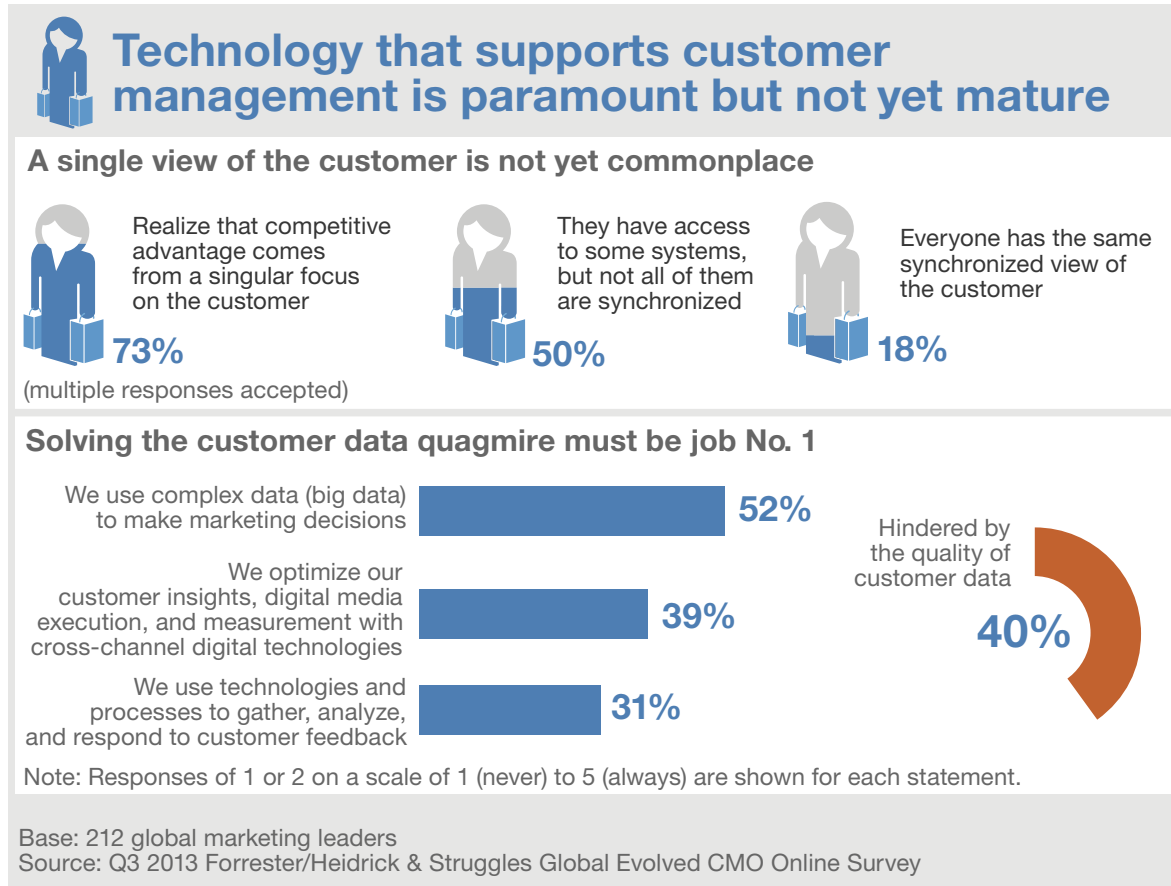 Technology that supports customer
management is paramount but not yet mature
A single view of the customer is not yet commonplace
Realize that competitive
advantage comes
from a singular focus
on the customer
73%
They have access
to some systems,
but not all of them
are synchronized
50%
Everyone has the same
synchronized view of
the customer
18%
(multiple responses accepted)
Solving the customer data quagmire must be job No. 1
We use complex data (big data)
to make marketing decisions
52%
We optimize our
customer insights, digital media
execution, and measurement with
cross-channel digital technologies
39%
We use technologies and
processes to gather, analyze,
and respond to customer feedback
31%
Hindered by
the quality of
customer data
40%
Note: Responses of 1 or 2 on a scale of 1 (never) to 5 (always) are shown for each statement.
Base: 212 global marketing leaders
Source: Q3 2013 Forrester/Heidrick & Struggles Global Evolved CMO Online Survey